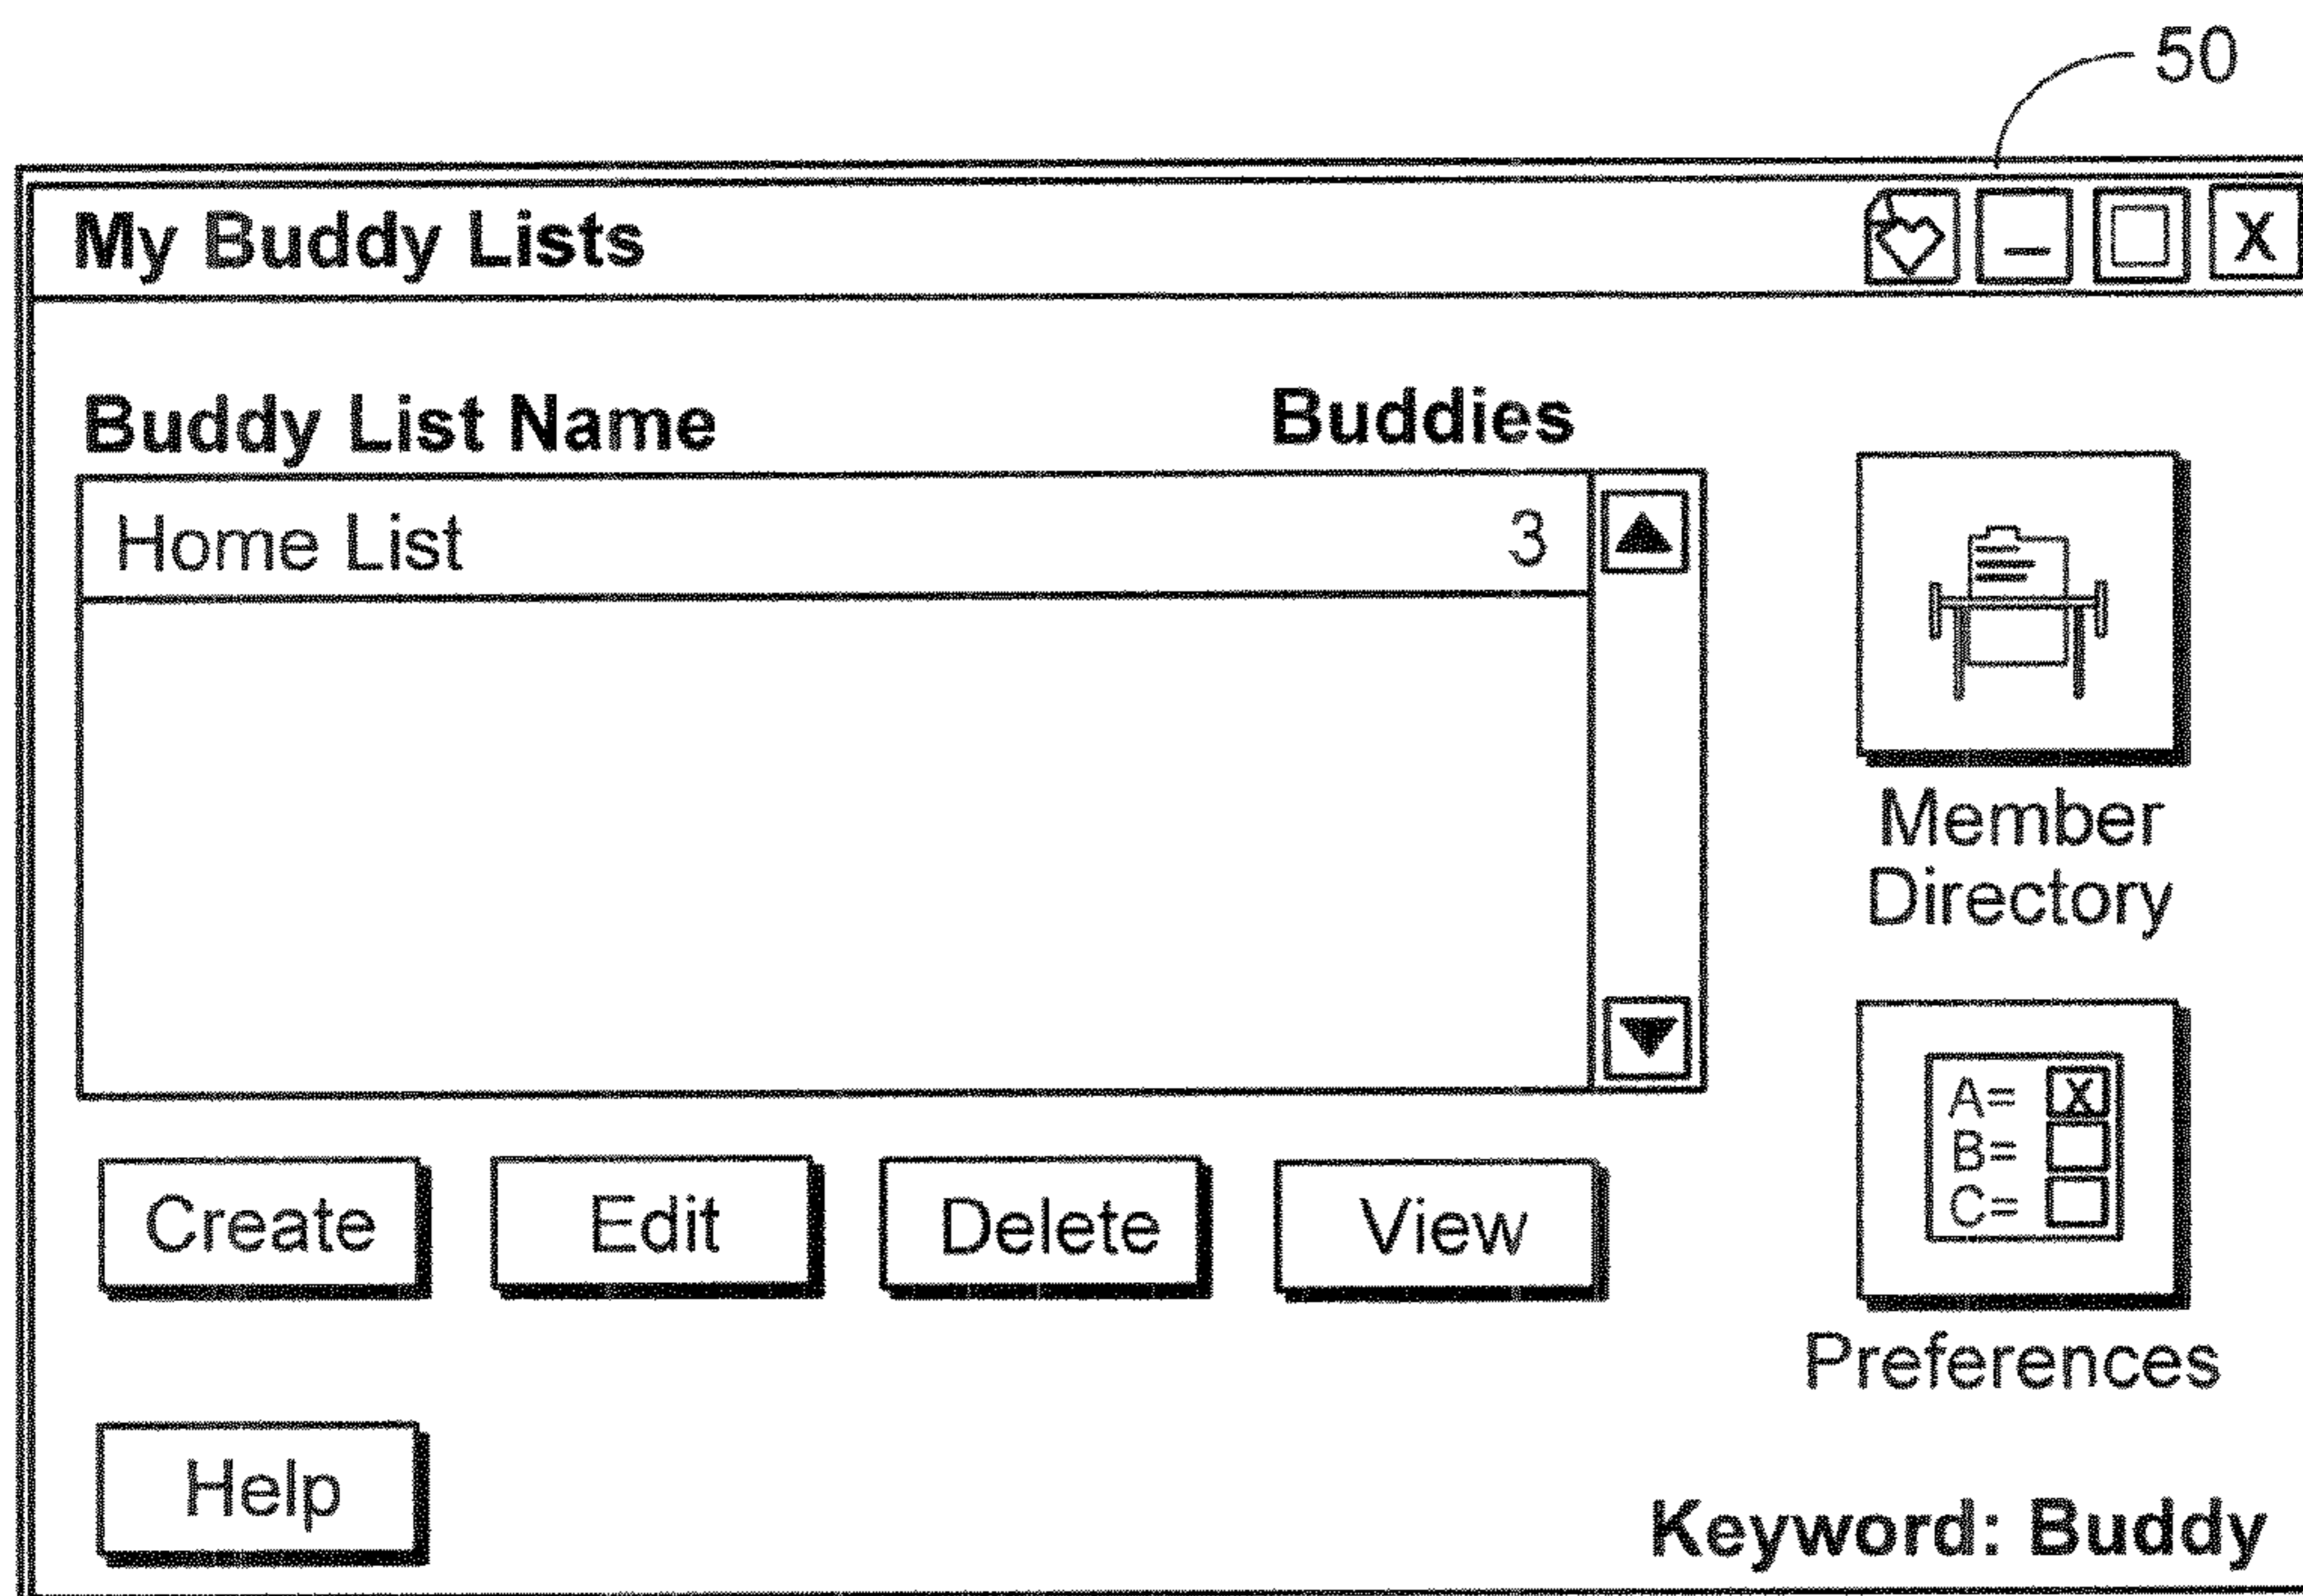 50
My Buddy Lists
X
Buddy List Name Buddies
Home List 3
Member
Directory
A= X
B=
C=
Create Edit Delete View
Preferences
Help
Keyword: Buddy